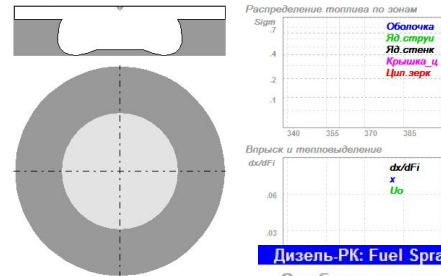 Распределение топлива по зонам
Sigm
.7
.4
.2
.1
Оболочка
Яд.струи
Яд.стенк
Крышка_ц
Цил.зерк
340 355 370 385
Впрыск и тепловыделение
dx/dFi
.06
.03
dx/dFi
x
Uo
Дизель-РК: Fuel Spra